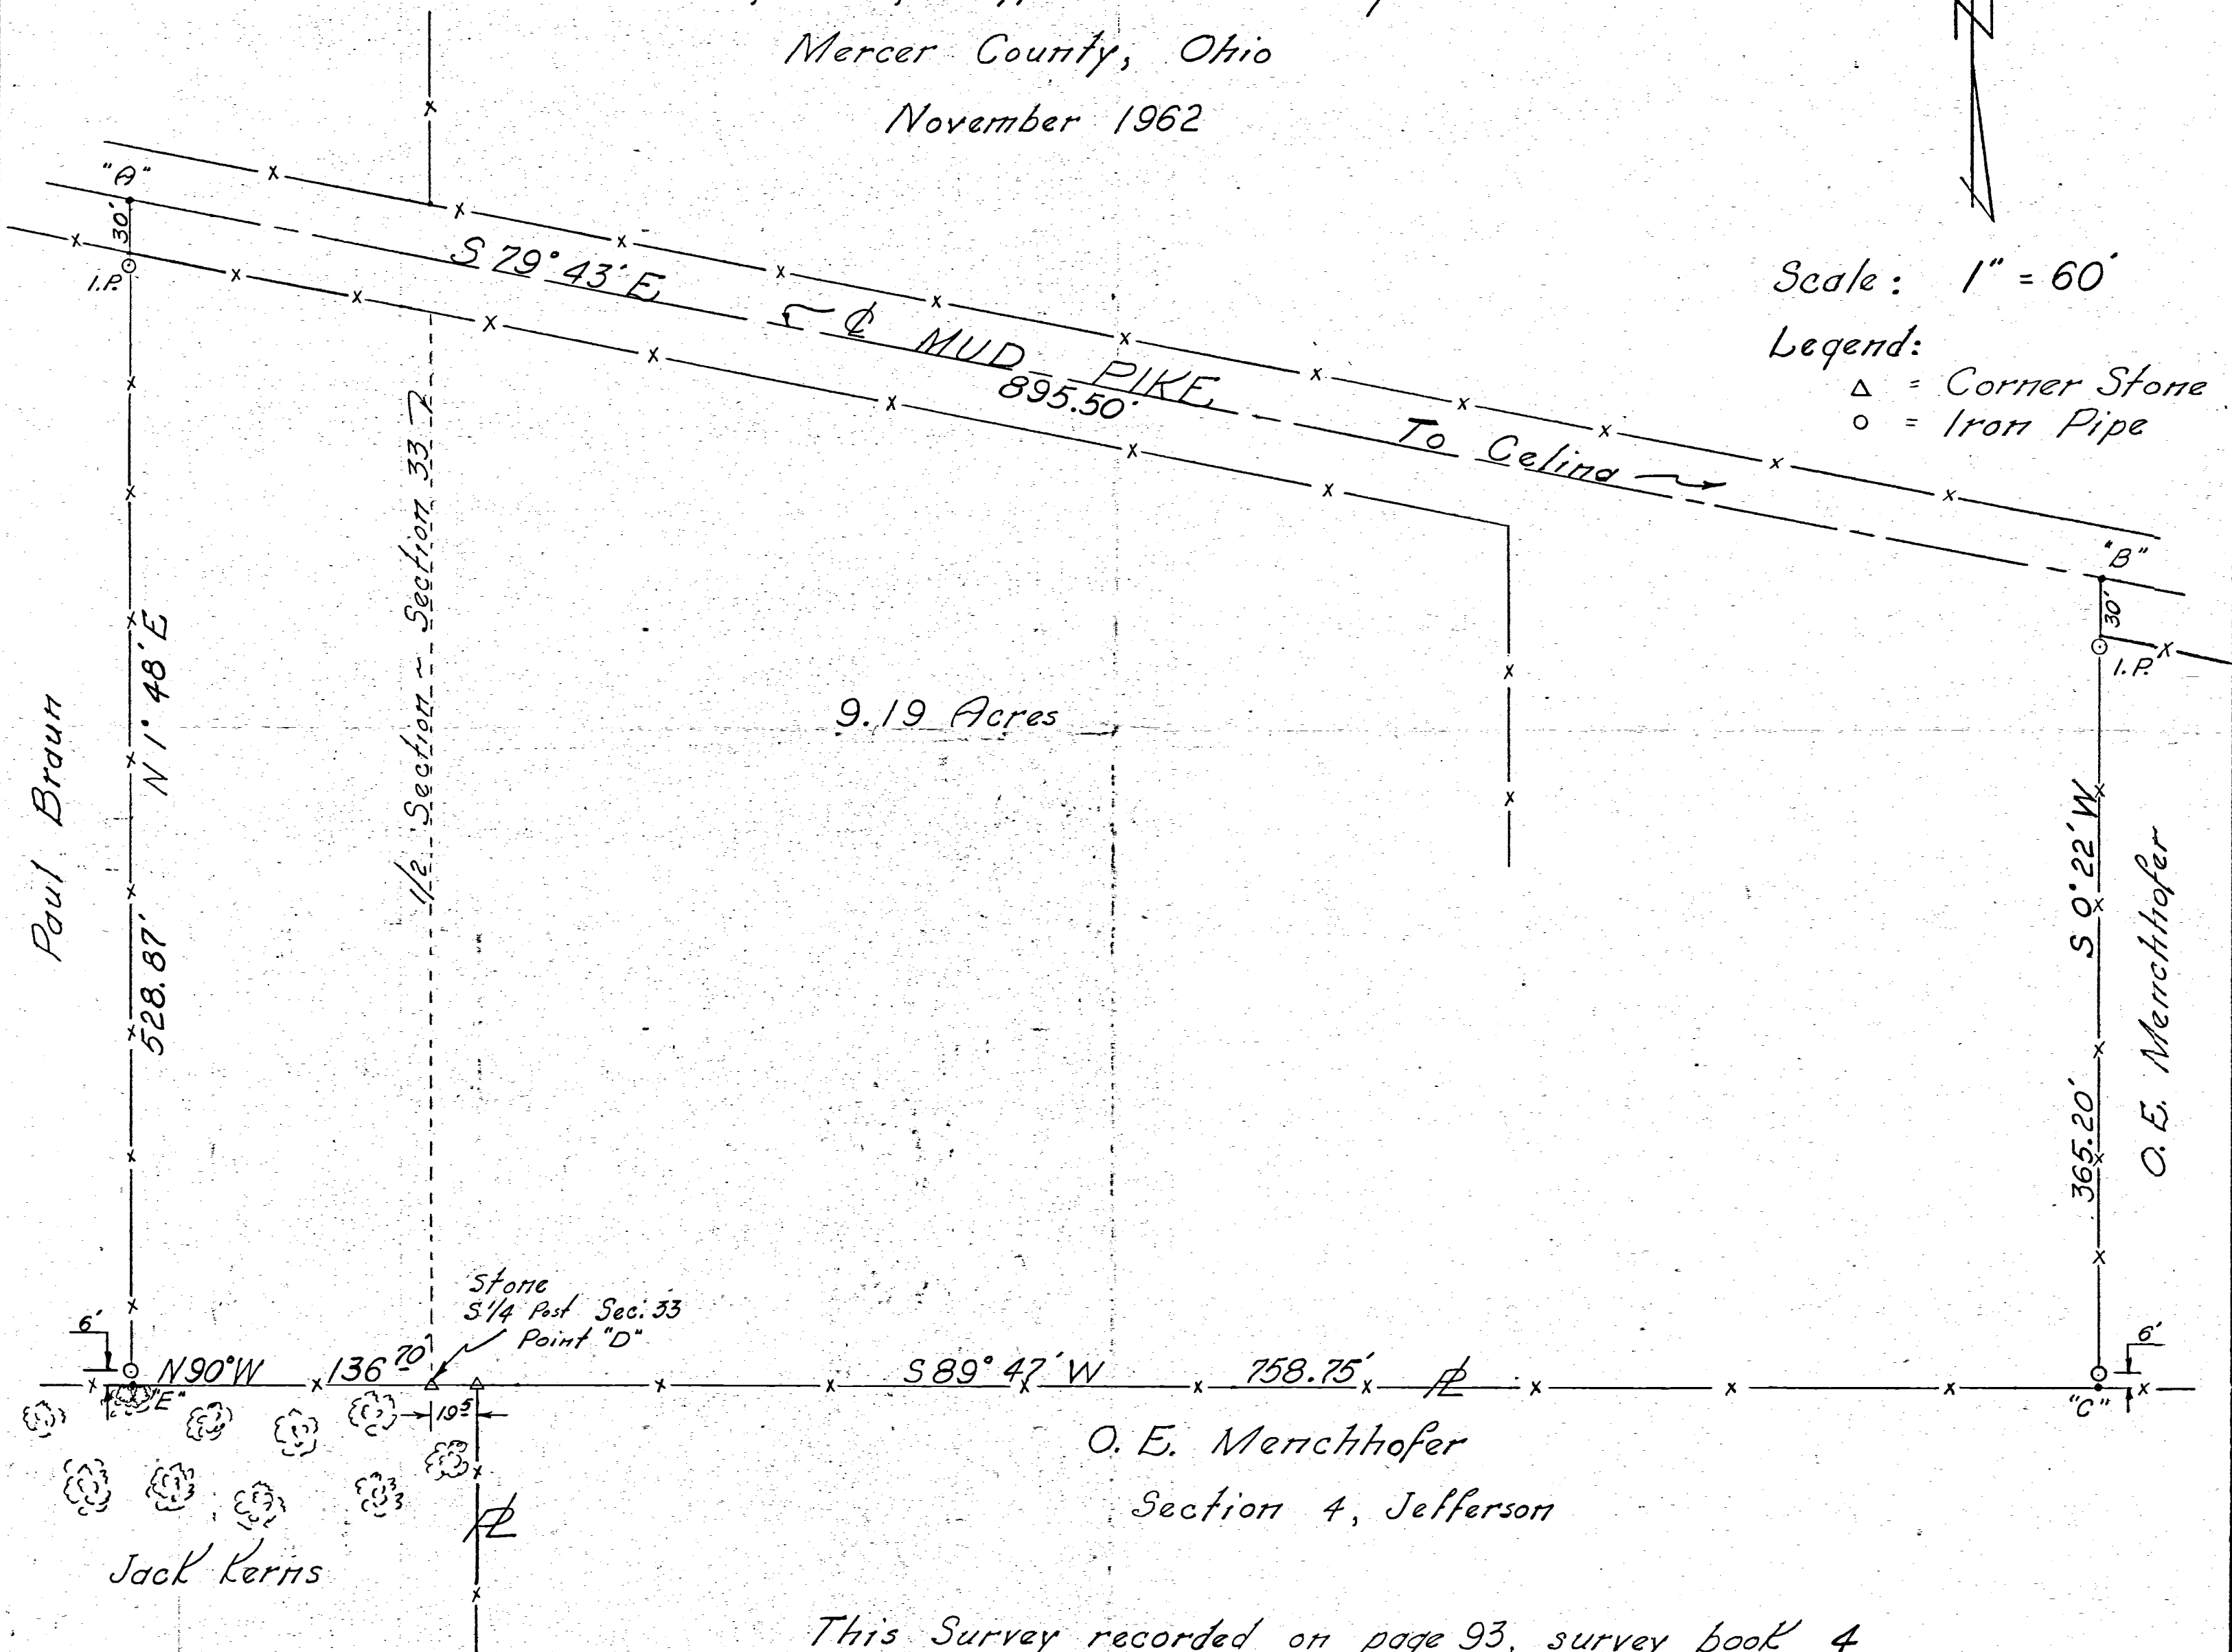 Mercer County, Ohio
November 1962
"A"
30'
I.P.
S 79° 43' E
℄ MUD PIKE
895.50'
To Celina
Scale: 1" = 60'
Legend:
△ = Corner Stone
○ = Iron Pipe
"B"
30'
I.P.
1/2 Section ~ Section 33
N 1° 48' E
528.87'
Paul Braun
9.19 Acres
S 0° 22' W
365.20'
O. E. Menchhofer
Stone
S 1/4 Post Sec. 33
Point "D"
6'
N 90° W 136.70'
S 89° 47' W 758.75' ⅊
6'
"E"
19.5
"C"
O. E. Menchhofer
Section 4, Jefferson
⅊
Jack Kerns
This Survey recorded on page 93, survey book 4